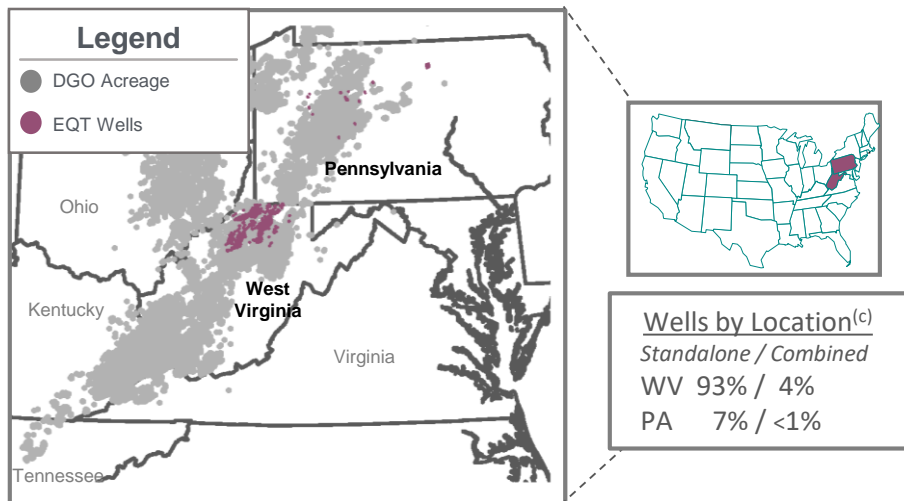 Legend
DGO Acreage
EQT Wells
Pennsylvania
Ohio
West
Virginia
Kentucky
Virginia
Tennessee
Wells by Location(c)
Standalone / Combined
WV 93% / 4%
PA 7% / <1%